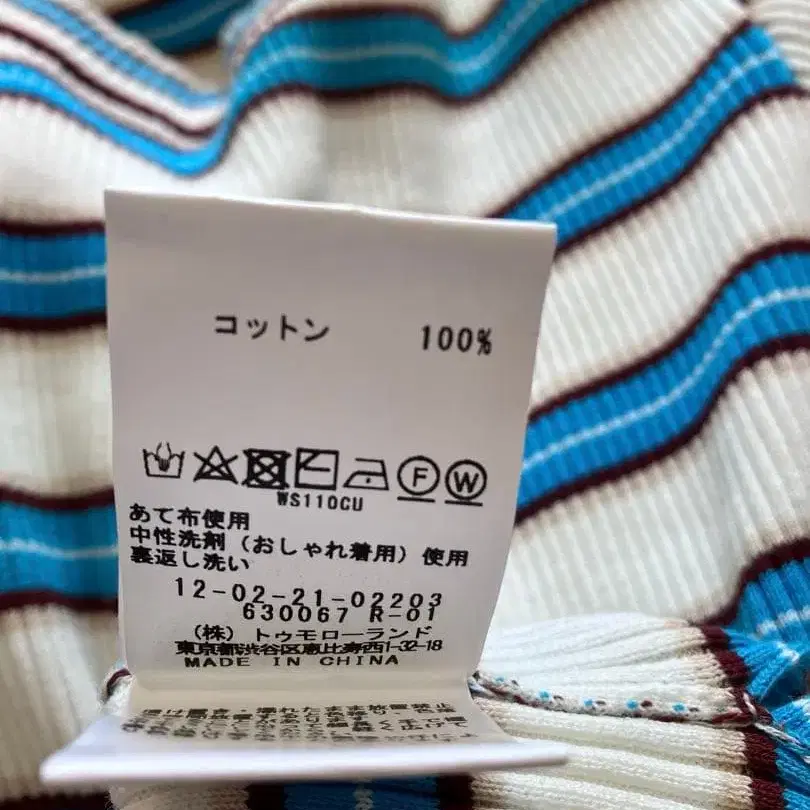 コットン 100%
F W
WS110CU
あて布使用
中性洗剤（おしゃれ着用）使用
裏返し洗い
12-02-21-02203
630067 R-01
（株）トゥモローランド
東京都渋谷区恵比寿西1-32-18
MADE IN CHINA